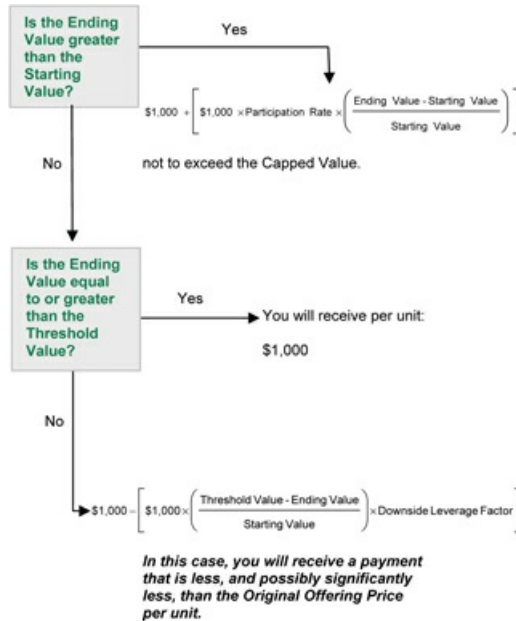 Is the Ending
Value greater
than the
Starting
Value?
Yes
$1,000 + [ $1,000 × Participation Rate × ( Ending Value - Starting Value / Starting Value ) ]
not to exceed the Capped Value.
No
Is the Ending
Value equal
to or greater
than the
Threshold
Value?
Yes
You will receive per unit:
$1,000
No
$1,000 − [ $1,000 × ( Threshold Value - Ending Value / Starting Value ) × Downside Leverage Factor ]
In this case, you will receive a payment
that is less, and possibly significantly
less, than the Original Offering Price
per unit.